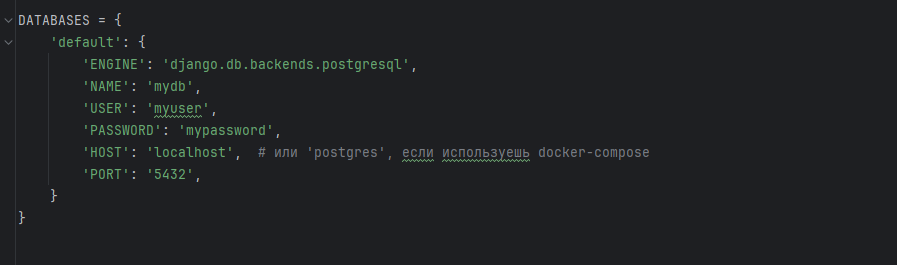 DATABASES = {
    'default': {
        'ENGINE': 'django.db.backends.postgresql',
        'NAME': 'mydb',
        'USER': 'myuser',
        'PASSWORD': 'mypassword',
        'HOST': 'localhost',  # или 'postgres', если используешь docker-compose
        'PORT': '5432',
    }
}